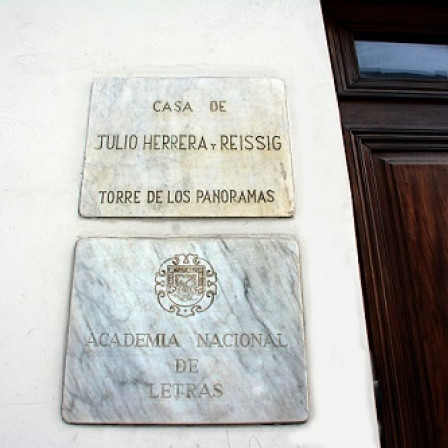 CASA DE
JULIO HERRERA Y REISSIG
TORRE DE LOS PANORAMAS
ACADEMIA NACIONAL
DE
LETRAS